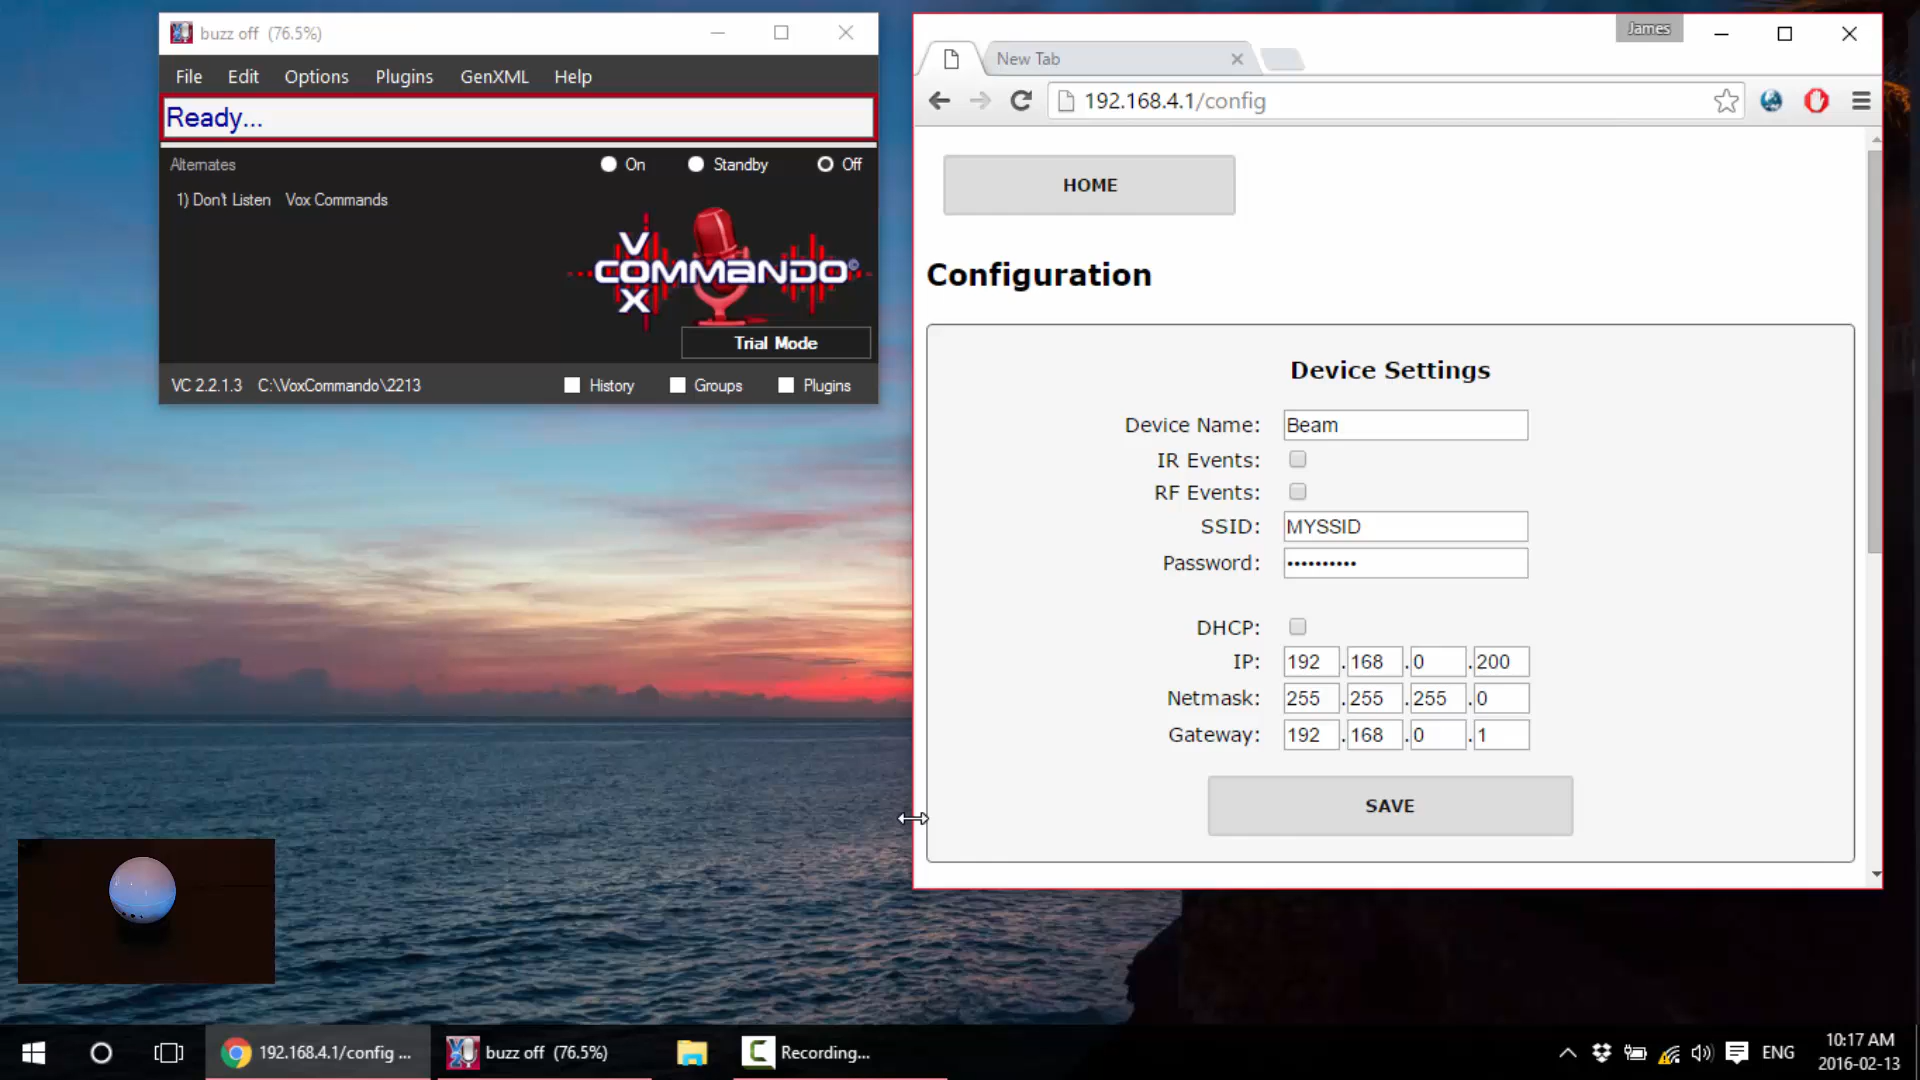 buzz off (76.5%)
File Edit Options Plugins GenXML Help
Ready...
Alternates
On Standby Off
1) Don't Listen Vox Commands
VOX
COMMANDO©
Trial Mode
VC 2.2.1.3 C:\VoxCommando\2213
History Groups Plugins
James
New Tab
192.168.4.1/config
HOME
Configuration
Device Settings
Device Name: Beam
IR Events:
RF Events:
SSID: MYSSID
Password: ••••••••••
DHCP:
IP: 192 . 168 . 0 . 200
Netmask: 255 . 255 . 255 . 0
Gateway: 192 . 168 . 0 . 1
SAVE
192.168.4.1/config ...
buzz off (76.5%)
Recording...
ENG
10:17 AM
2016-02-13